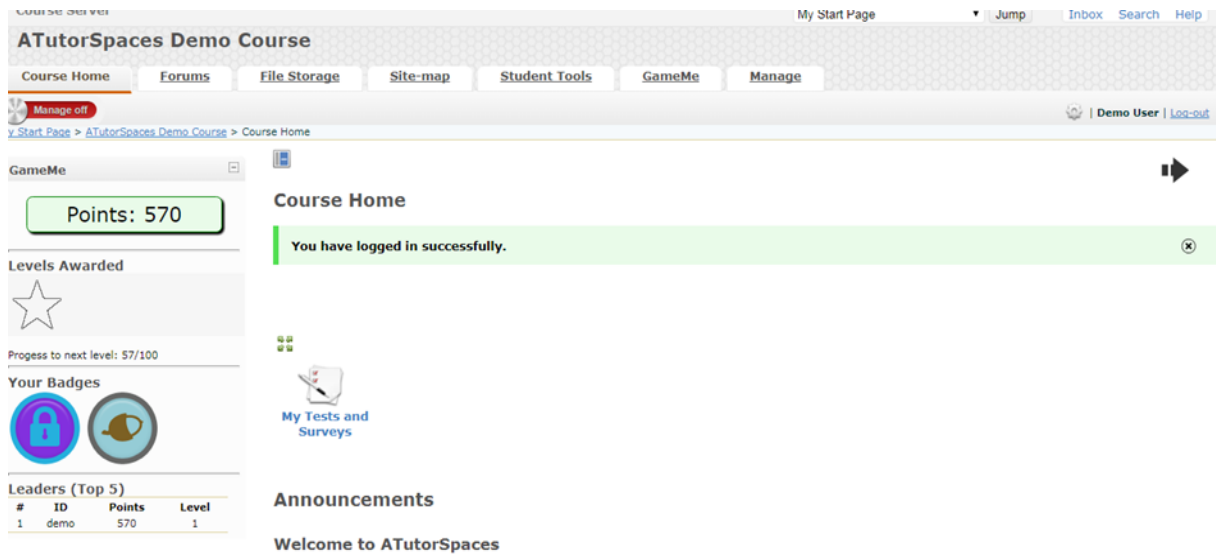 Course Server
My Start Page Jump Inbox Search Help
ATutorSpaces Demo Course
Course Home Forums File Storage Site-map Student Tools GameMe Manage
Manage off
| Demo User | Log-out
y Start Page > ATutorSpaces Demo Course > Course Home
GameMe
Points: 570
Levels Awarded
Progess to next level: 57/100
Your Badges
Leaders (Top 5)
# ID Points Level
1 demo 570 1
Course Home
You have logged in successfully.
My Tests and
Surveys
Announcements
Welcome to ATutorSpaces